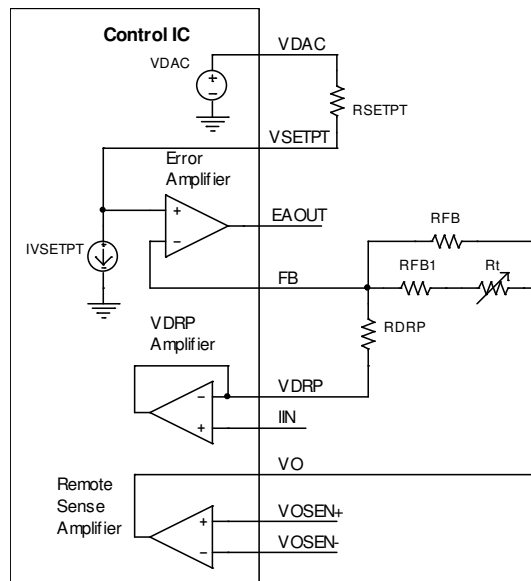 Control IC
VDAC
VDAC
+
−
RSETPT
VSETPT
Error
Amplifier
+
EAOUT
−
IVSETPT
RFB
FB
RFB1
Rt
VDRP
Amplifier
RDRP
VDRP
−
+
IIN
VO
Remote
Sense
Amplifier
+
VOSEN+
−
VOSEN-